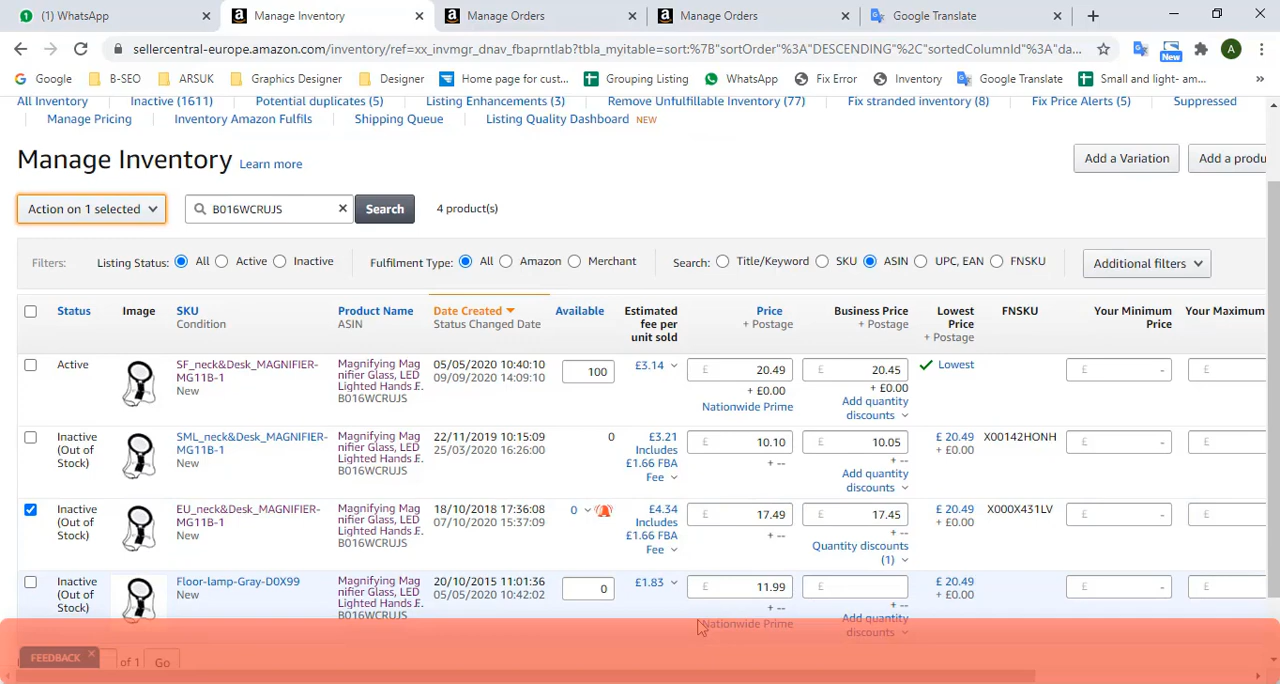 (1) WhatsApp
Manage Inventory
Manage Orders
Manage Orders
Google Translate
sellercentral-europe.amazon.com/inventory/ref=xx_invmgr_dnav_fbapntlab?tbla_myitable=sort:%7B"sortOrder"%3A"DESCENDING"%2C"sortedColumnId"%3A"da...
Google
B-SEO
ARSUK
Graphics Designer
Designer
Home page for cust...
Grouping Listing
WhatsApp
Fix Error
Inventory
Google Translate
Small and light- am...
New
A
All Inventory
Inactive (1611)
Potential duplicates (5)
Listing Enhancements (3)
Remove Unfulfillable Inventory (77)
Fix stranded inventory (8)
Fix Price Alerts (5)
Suppressed
Manage Pricing
Inventory Amazon Fulfils
Shipping Queue
Listing Quality Dashboard NEW
Manage Inventory Learn more
Add a Variation
Add a produ
Action on 1 selected
B016WCRUJS
Search
4 product(s)
Filters: Listing Status: All Active Inactive
Fulfilment Type: All Amazon Merchant
Search: Title/Keyword SKU ASIN UPC, EAN FNSKU
Additional filters
Status
Image
SKU
Condition
Product Name
ASIN
Date Created
Status Changed Date
Available
Estimated
fee per
unit sold
Price
+ Postage
Business Price
+ Postage
Lowest
Price
+ Postage
FNSKU
Your Minimum
Price
Your Maximum
Active
SF_neck&Desk_MAGNIFIER-
MG11B-1
New
Magnifying Mag
nifier Glass, LED
Lighted Hands F.
B016WCRUJS
05/05/2020 10:40:10
09/09/2020 14:09:10
100
£3.14
£ 20.49
+ £0.00
Nationwide Prime
£ 20.45
+ £0.00
Add quantity
discounts
Lowest
£ -
£
Inactive
(Out of
Stock)
SML_neck&Desk_MAGNIFIER-
MG11B-1
New
Magnifying Mag
nifier Glass, LED
Lighted Hands F.
B016WCRUJS
22/11/2019 10:15:09
25/03/2020 16:26:00
0
£3.21
Includes
£1.66 FBA
Fee
£ 10.10
+ --
£ 10.05
+ --
Add quantity
discounts
£ 20.49
+ £0.00
X00142HONH
£ -
£
Inactive
(Out of
Stock)
EU_neck&Desk_MAGNIFIER-
MG11B-1
New
Magnifying Mag
nifier Glass, LED
Lighted Hands F.
B016WCRUJS
18/10/2018 17:36:08
07/10/2020 15:37:09
0
£4.34
Includes
£1.66 FBA
Fee
£ 17.49
+ --
£ 17.45
+ --
Quantity discounts
(1)
£ 20.49
+ £0.00
X000X431LV
£ -
£
Inactive
(Out of
Stock)
Floor-lamp-Gray-D0X99
New
Magnifying Mag
nifier Glass, LED
Lighted Hands F.
B016WCRUJS
20/10/2015 11:01:36
05/05/2020 10:42:02
0
£1.83
£ 11.99
+ --
Nationwide Prime
£
+ --
Add quantity
discounts
£ 20.49
+ £0.00
£ -
£
FEEDBACK
of 1
Go